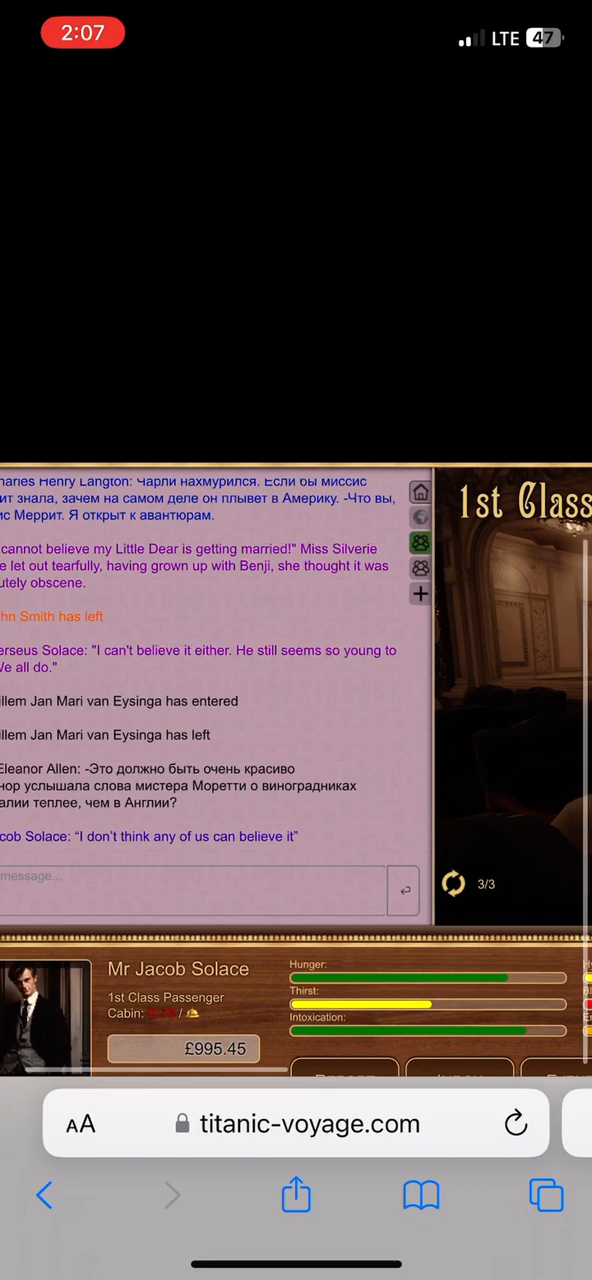 2:07
LTE 47
harles Henry Langton: Чарли нахмурился. Если бы миссис
ит знала, зачем на самом деле он плывет в Америку. -Что вы,
ис Меррит. Я открыт к авантюрам.
cannot believe my Little Dear is getting married!" Miss Silverie
e let out tearfully, having grown up with Benji, she thought it was
utely obscene.
hn Smith has left
erseus Solace: "I can't believe it either. He still seems so young to
We all do."
illem Jan Mari van Eysinga has entered
illem Jan Mari van Eysinga has left
Eleanor Allen: -Это должно быть очень красиво
нор услышала слова мистера Моретти о виноградниках
алии теплее, чем в Англии?
cob Solace: “I don’t think any of us can believe it”
message...
1st Class
3/3
Mr Jacob Solace
1st Class Passenger
Cabin: /
£995.45
Hunger:
Thirst:
Intoxication:
AA titanic-voyage.com